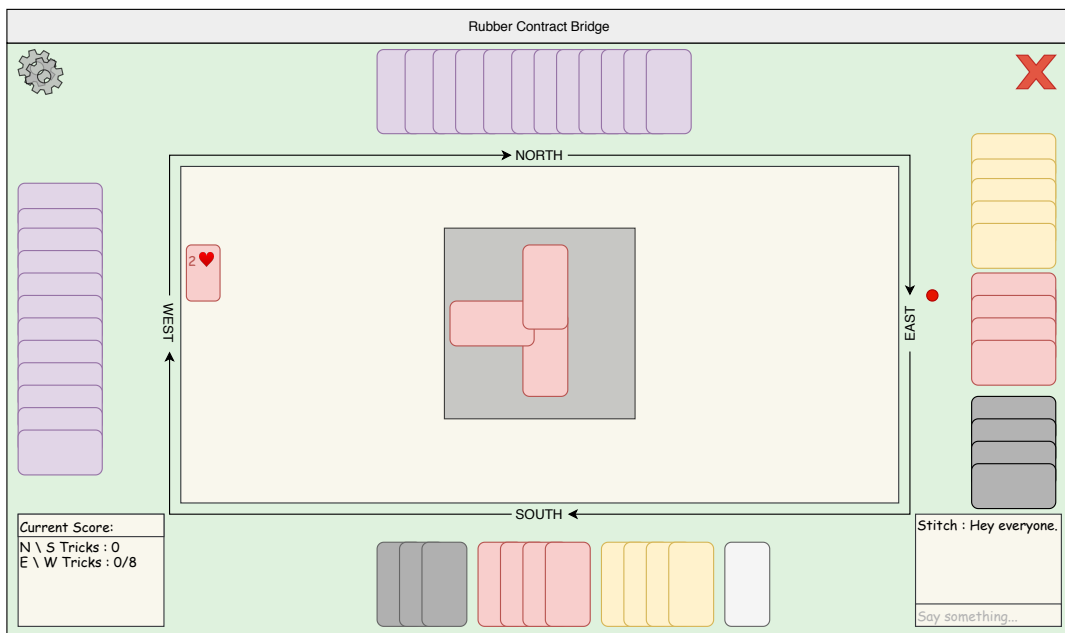 Rubber Contract Bridge
NORTH
2
WEST
EAST
SOUTH
Current Score:
N \ S Tricks : 0
E \ W Tricks : 0/8
Stitch : Hey everyone.
Say something...